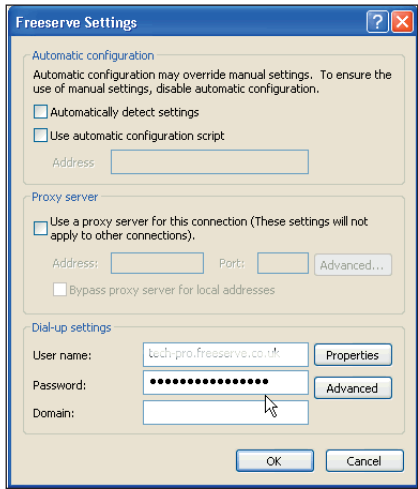 Freeserve Settings
Automatic configuration
Automatic configuration may override manual settings. To ensure the
use of manual settings, disable automatic configuration.
Automatically detect settings
Use automatic configuration script
Address
Proxy server
Use a proxy server for this connection (These settings will not
apply to other connections).
Address: Port: Advanced...
Bypass proxy server for local addresses
Dial-up settings
User name: tech-pro.freeserve.co.uk Properties
Password: •••••••••••••••• Advanced
Domain:
OK Cancel